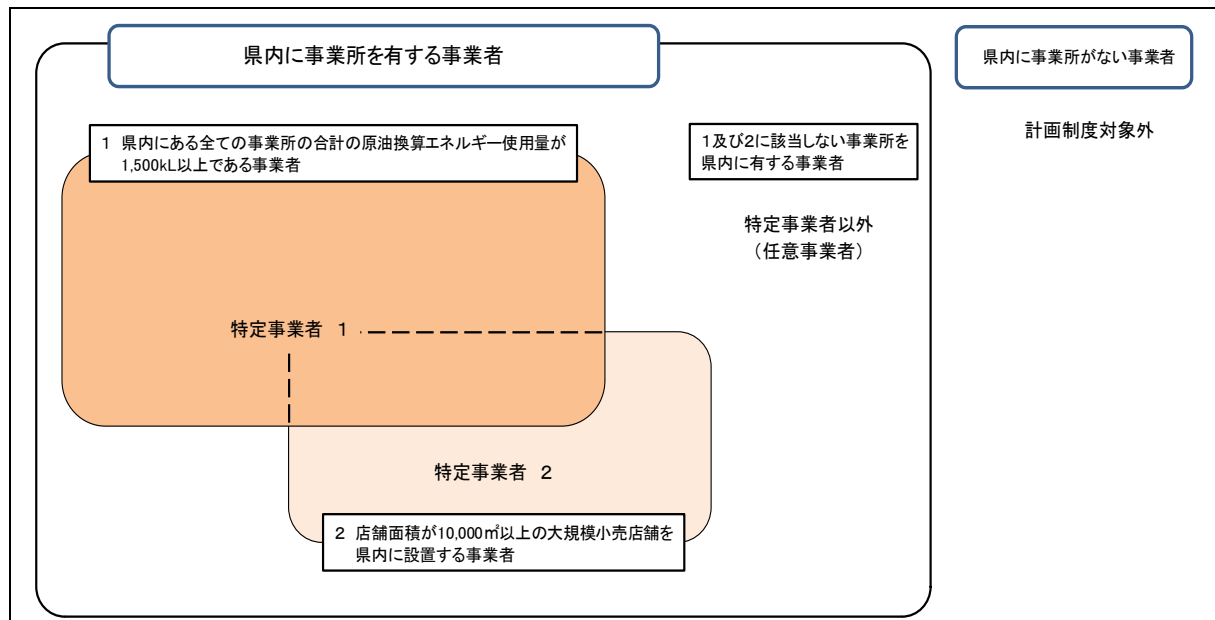 県内に事業所を有する事業者
県内に事業所がない事業者
計画制度対象外
1 県内にある全ての事業所の合計の原油換算エネルギー使用量が
1,500kL以上である事業者
1及び2に該当しない事業所を
県内に有する事業者
特定事業者以外
（任意事業者）
特定事業者 1
特定事業者 2
2 店舗面積が10,000㎡以上の大規模小売店舗を
県内に設置する事業者